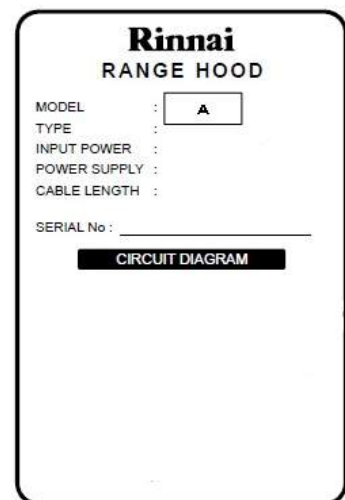 Rinnai
RANGE HOOD
MODEL : A
TYPE :
INPUT POWER :
POWER SUPPLY :
CABLE LENGTH :
SERIAL No :
CIRCUIT DIAGRAM